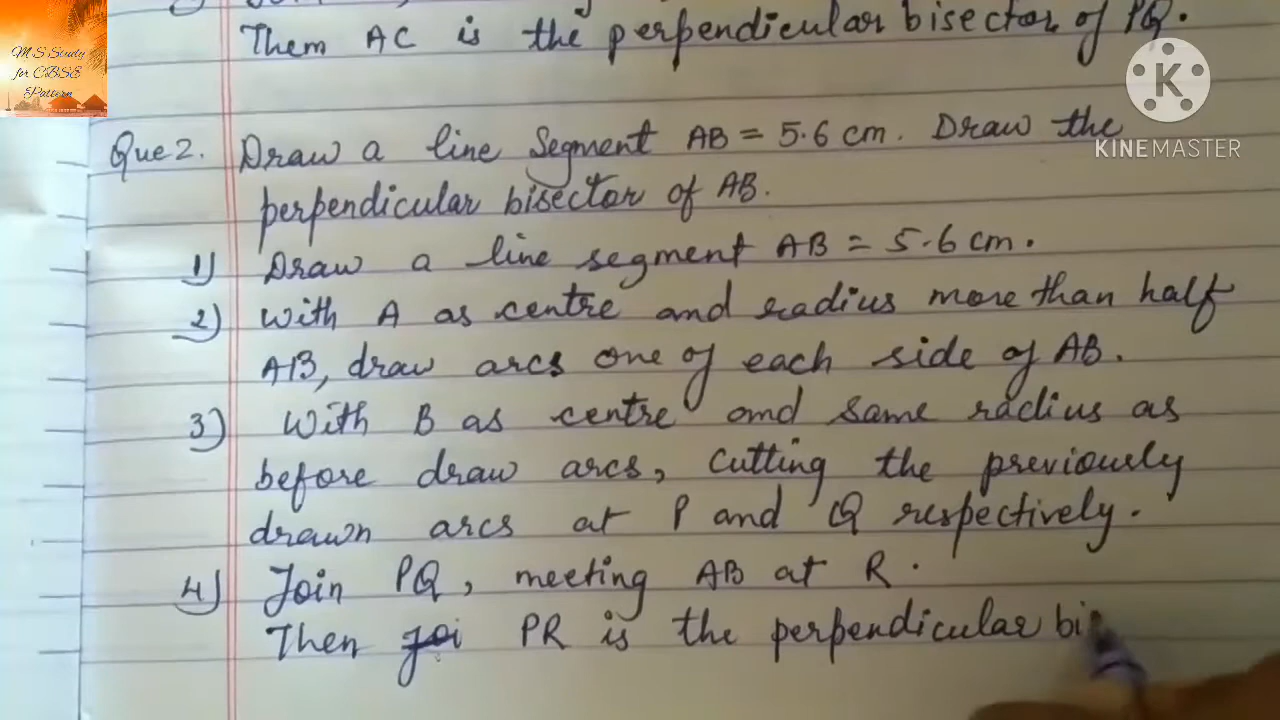 Them AC is the perpendicular bisector of PQ.
M.S Study
for CBSE
Pattern
K
KINEMASTER
Que 2. Draw a line Segment AB = 5.6 cm. Draw the
perpendicular bisector of AB.
1) Draw a line segment AB = 5.6 cm.
2) With A as centre and radius more than half
AB, draw arcs one of each side of AB.
3) With B as centre and same radius as
before draw arcs, cutting the previously
drawn arcs at P and Q respectively.
4) Join PQ, meeting AB at R.
Then PR is the perpendicular bi